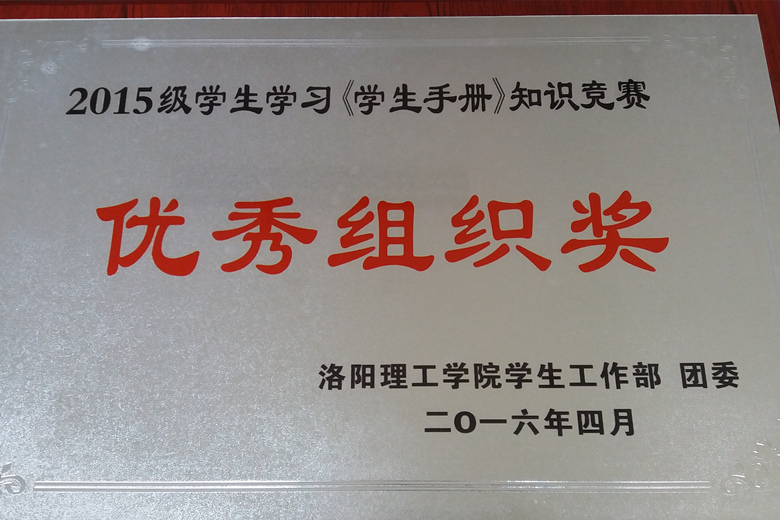 2015级学生学习《学生手册》知识竞赛
优秀组织奖
洛阳理工学院学生工作部 团委
二O一六年四月